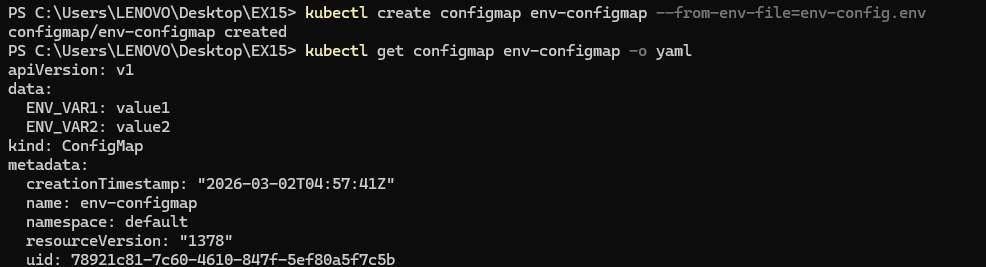 PS C:\Users\LENOVO\Desktop\EX15> kubectl create configmap env-configmap --from-env-file=env-config.env
configmap/env-configmap created
PS C:\Users\LENOVO\Desktop\EX15> kubectl get configmap env-configmap -o yaml
apiVersion: v1
data:
  ENV_VAR1: value1
  ENV_VAR2: value2
kind: ConfigMap
metadata:
  creationTimestamp: "2026-03-02T04:57:41Z"
  name: env-configmap
  namespace: default
  resourceVersion: "1378"
  uid: 78921c81-7c60-4610-847f-5ef80a5f7c5b